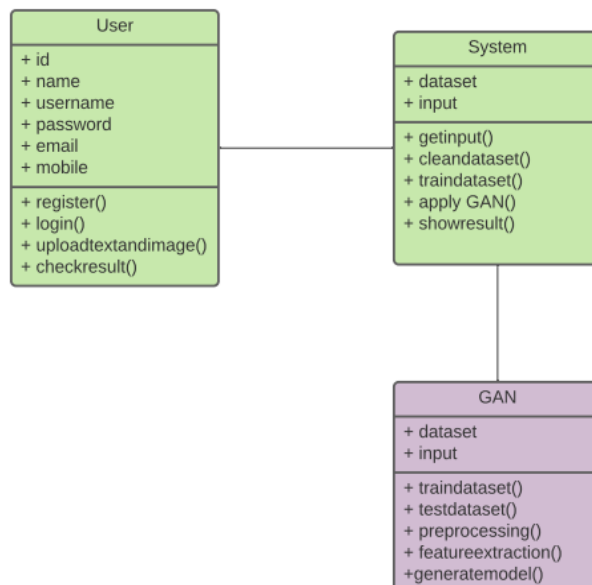 User
+ id
+ name
+ username
+ password
+ email
+ mobile
+ register()
+ login()
+ uploadtextandimage()
+ checkresult()
System
+ dataset
+ input
+ getinput()
+ cleandataset()
+ traindataset()
+ apply GAN()
+ showresult()
GAN
+ dataset
+ input
+ traindataset()
+ testdataset()
+ preprocessing()
+ featureextraction()
+generatemodel()